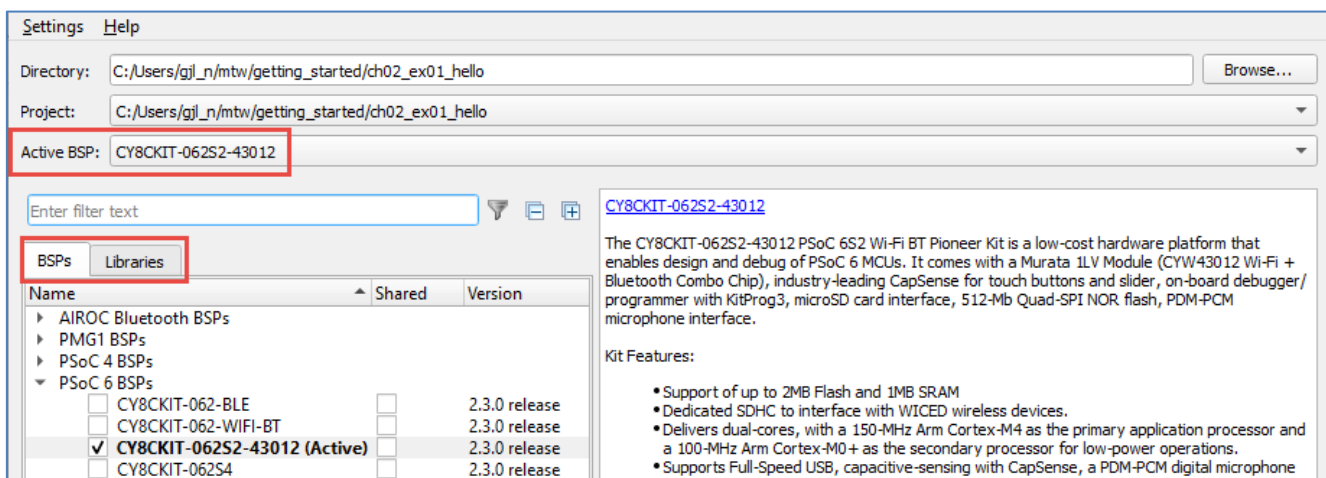 Settings Help
Directory: C:/Users/gjl_n/mtw/getting_started/ch02_ex01_hello Browse...
Project: C:/Users/gjl_n/mtw/getting_started/ch02_ex01_hello
Active BSP: CY8CKIT-062S2-43012
Enter filter text
BSPs Libraries
Name Shared Version
AIROC Bluetooth BSPs
PMG1 BSPs
PSoC 4 BSPs
PSoC 6 BSPs
CY8CKIT-062-BLE 2.3.0 release
CY8CKIT-062-WIFI-BT 2.3.0 release
CY8CKIT-062S2-43012 (Active) 2.3.0 release
CY8CKIT-062S4 2.3.0 release
CY8CKIT-062S2-43012
The CY8CKIT-062S2-43012 PSoC 6S2 Wi-Fi BT Pioneer Kit is a low-cost hardware platform that
enables design and debug of PSoC 6 MCUs. It comes with a Murata 1LV Module (CYW43012 Wi-Fi +
Bluetooth Combo Chip), industry-leading CapSense for touch buttons and slider, on-board debugger/
programmer with KitProg3, microSD card interface, 512-Mb Quad-SPI NOR flash, PDM-PCM
microphone interface.
Kit Features:
• Support of up to 2MB Flash and 1MB SRAM
• Dedicated SDHC to interface with WICED wireless devices.
• Delivers dual-cores, with a 150-MHz Arm Cortex-M4 as the primary application processor and
a 100-MHz Arm Cortex-M0+ as the secondary processor for low-power operations.
• Supports Full-Speed USB, capacitive-sensing with CapSense, a PDM-PCM digital microphone